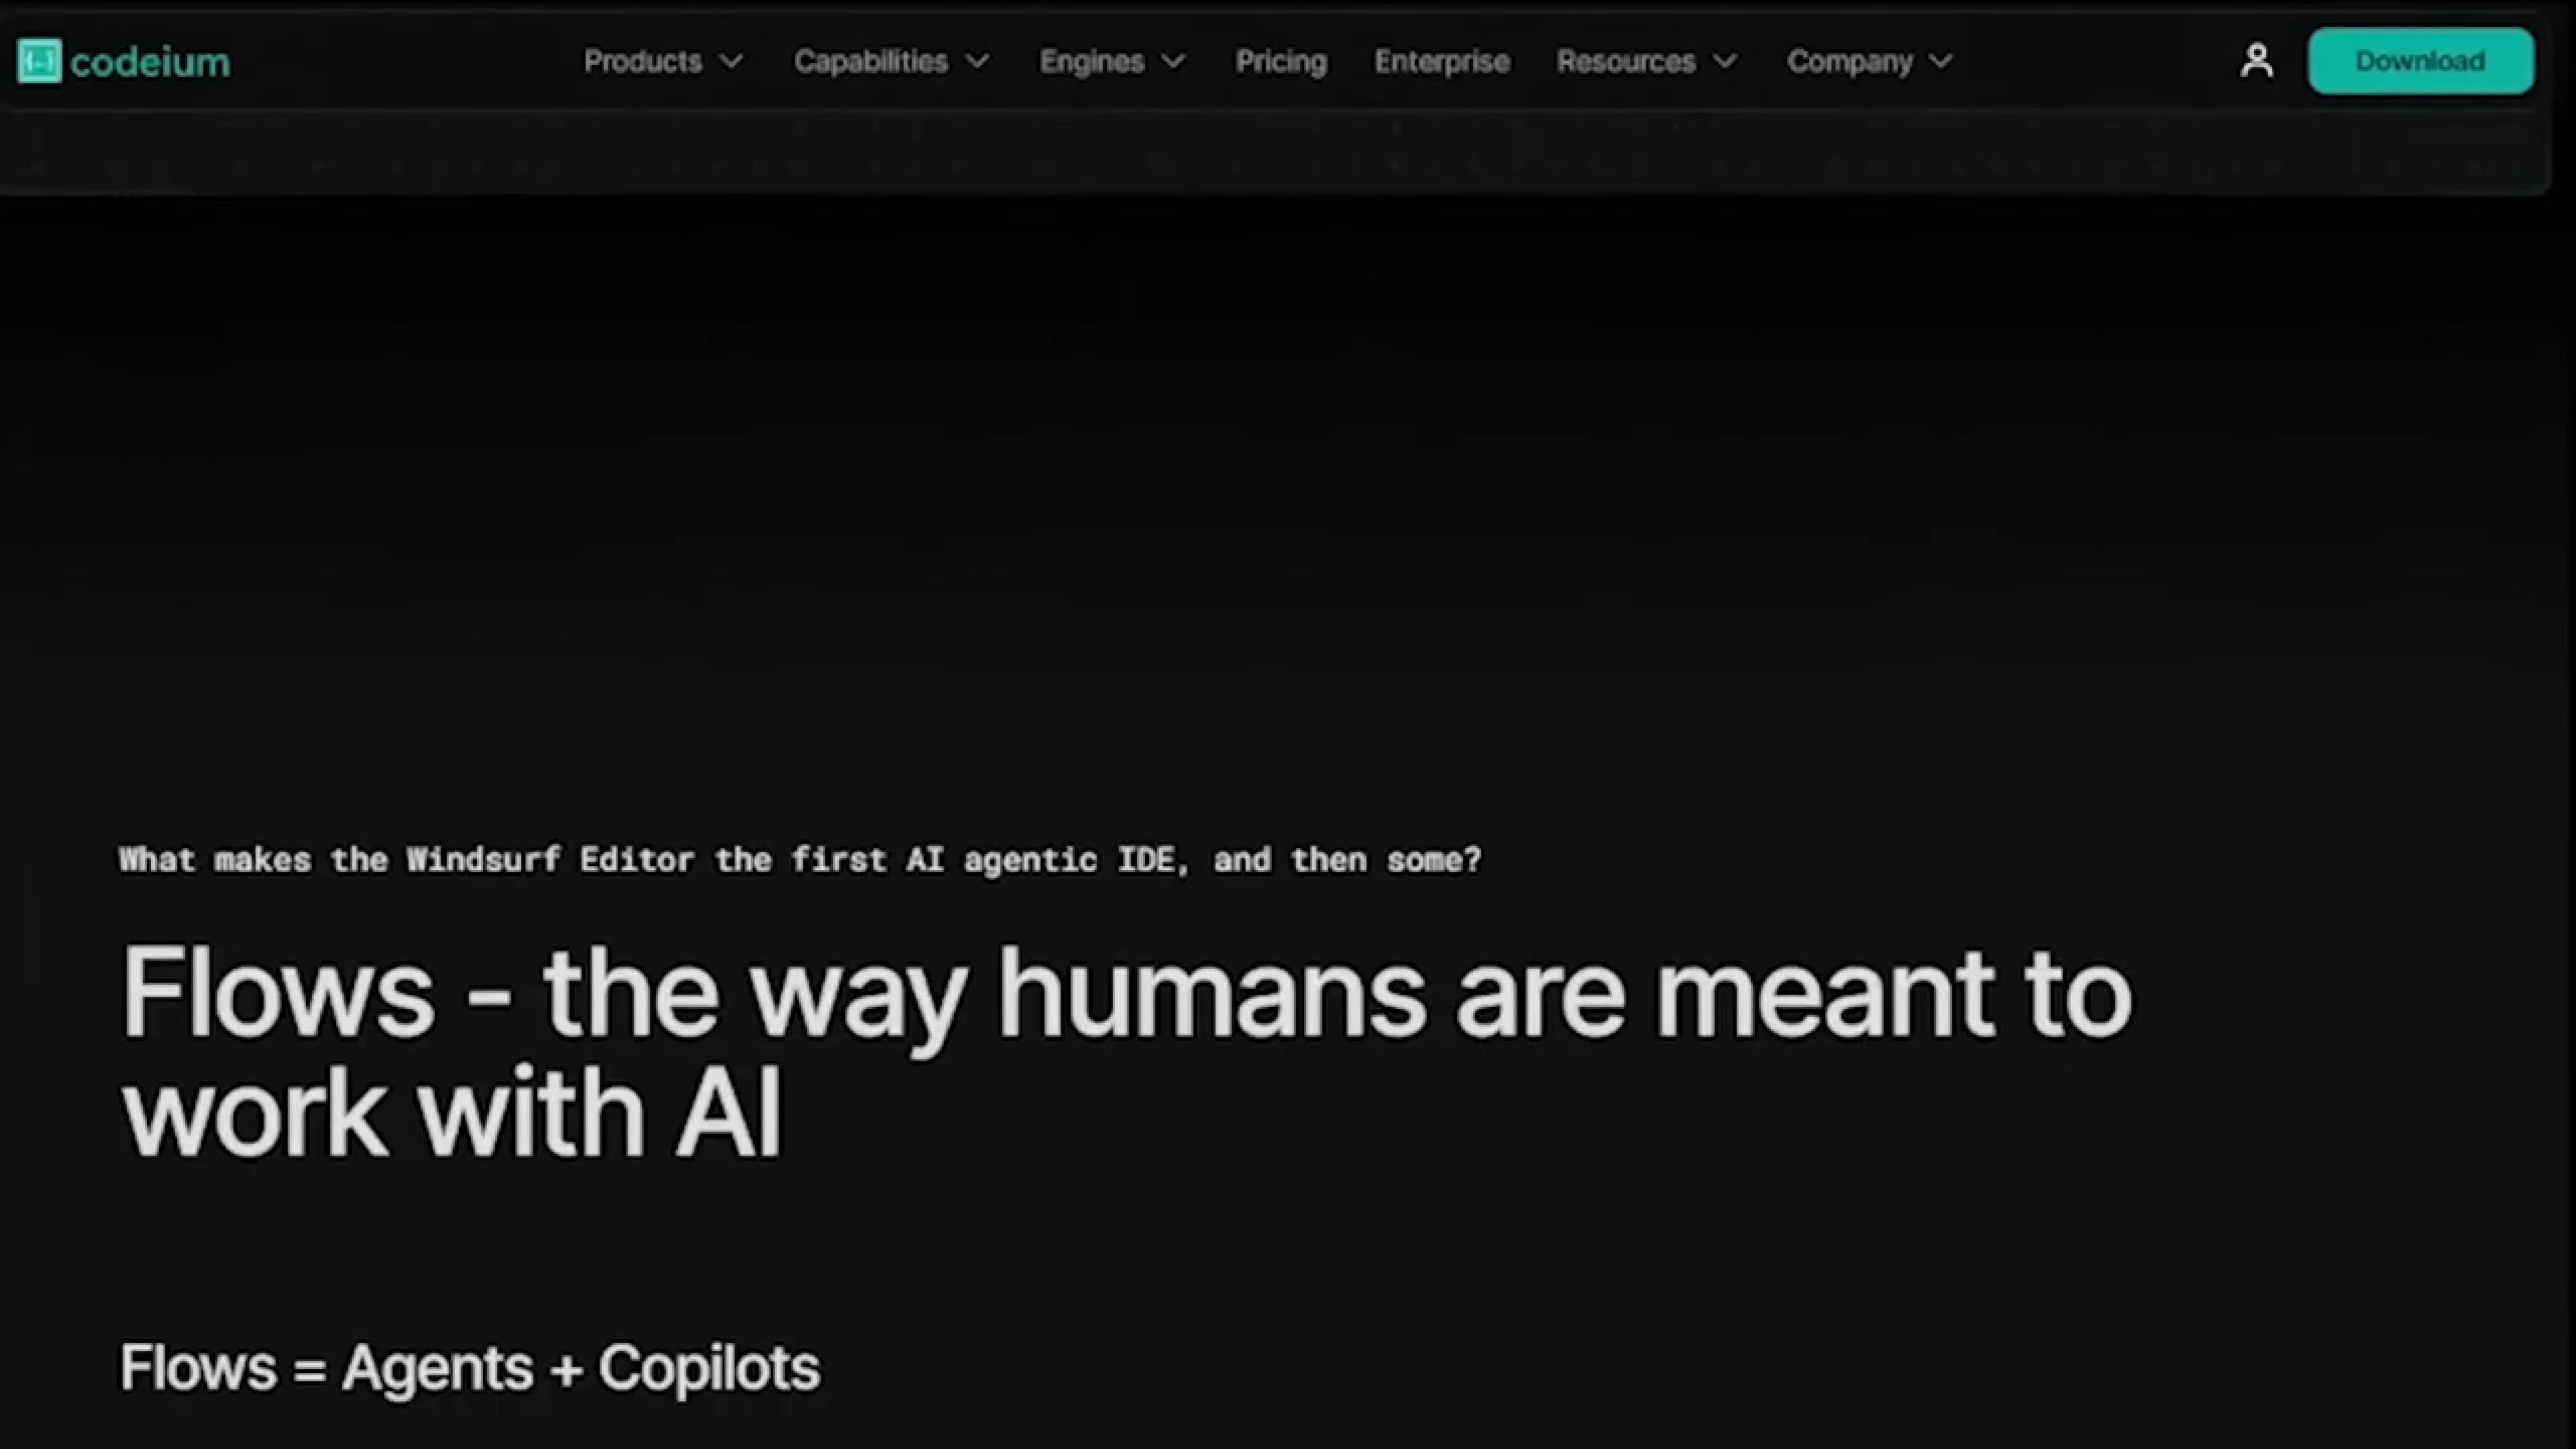 codeium
Products
Capabilities
Engines
Pricing
Enterprise
Resources
Company
Download
What makes the Windsurf Editor the first AI agentic IDE, and then some?
Flows - the way humans are meant to
work with AI
Flows = Agents + Copilots